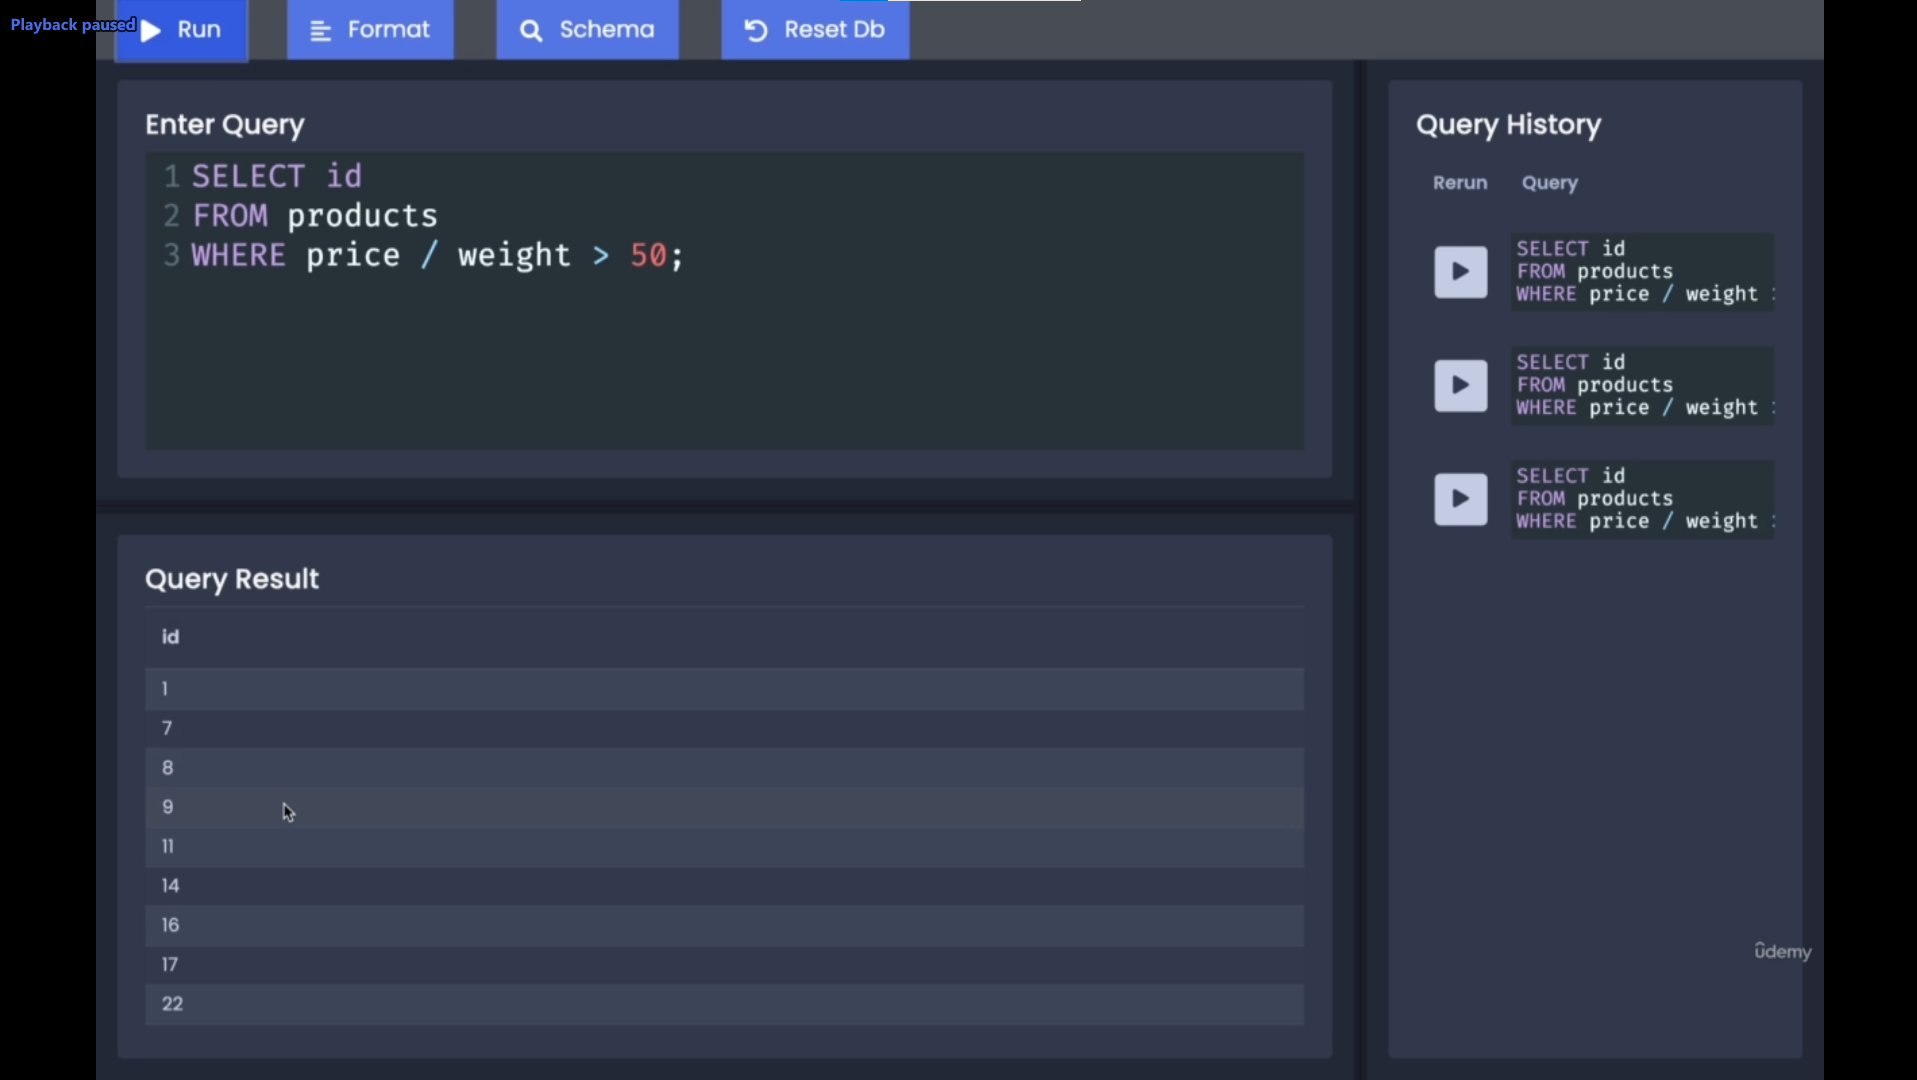 Playback paused
Run
Format
Schema
Reset Db
Enter Query
1 SELECT id
2 FROM products
3 WHERE price / weight > 50;
Query History
Rerun Query
SELECT id
FROM products
WHERE price / weight
SELECT id
FROM products
WHERE price / weight
SELECT id
FROM products
WHERE price / weight
Query Result
id
1
7
8
9
11
14
16
17
22
ûdemy